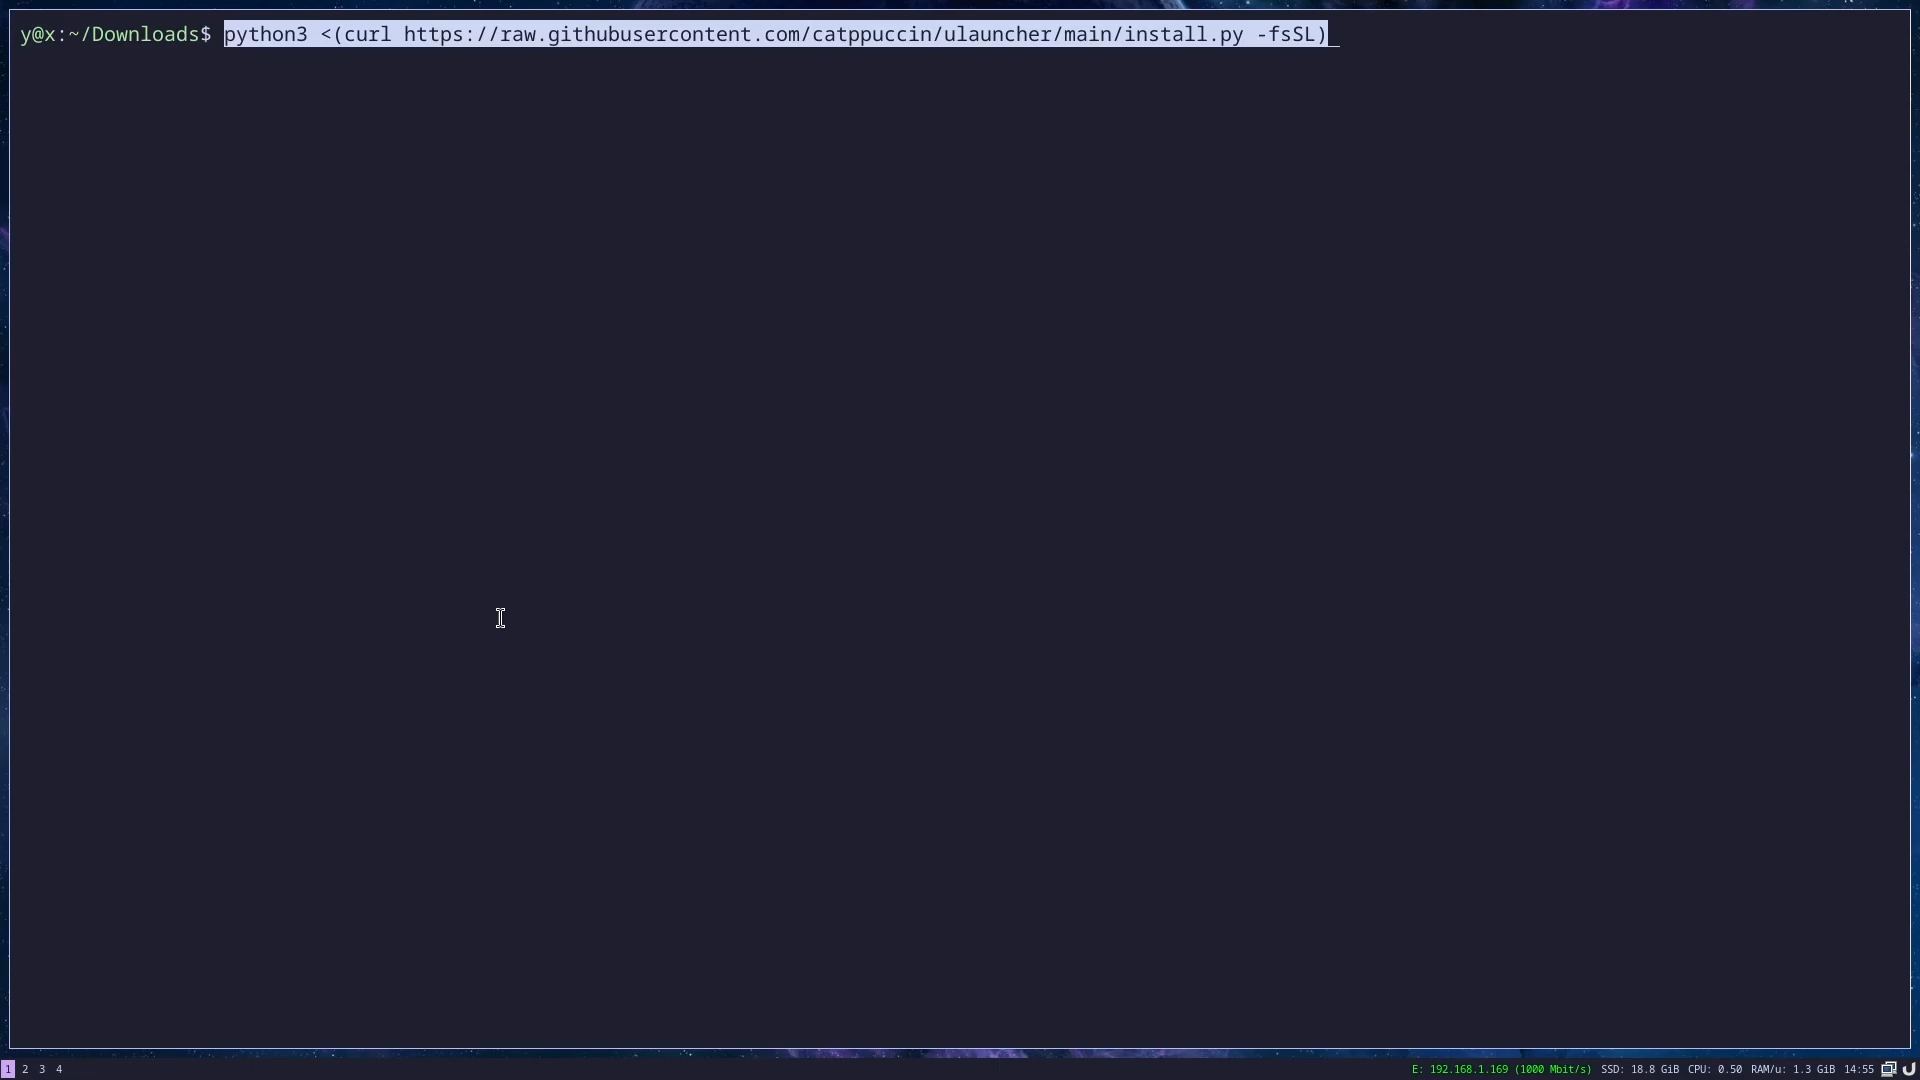 y@x:~/Downloads$ python3 <(curl https://raw.githubusercontent.com/catppuccin/ulauncher/main/install.py -fsSL)
1 2 3 4 E: 192.168.1.169 (1000 Mbit/s) SSD: 18.8 GiB CPU: 0.50 RAM/u: 1.3 GiB 14:55